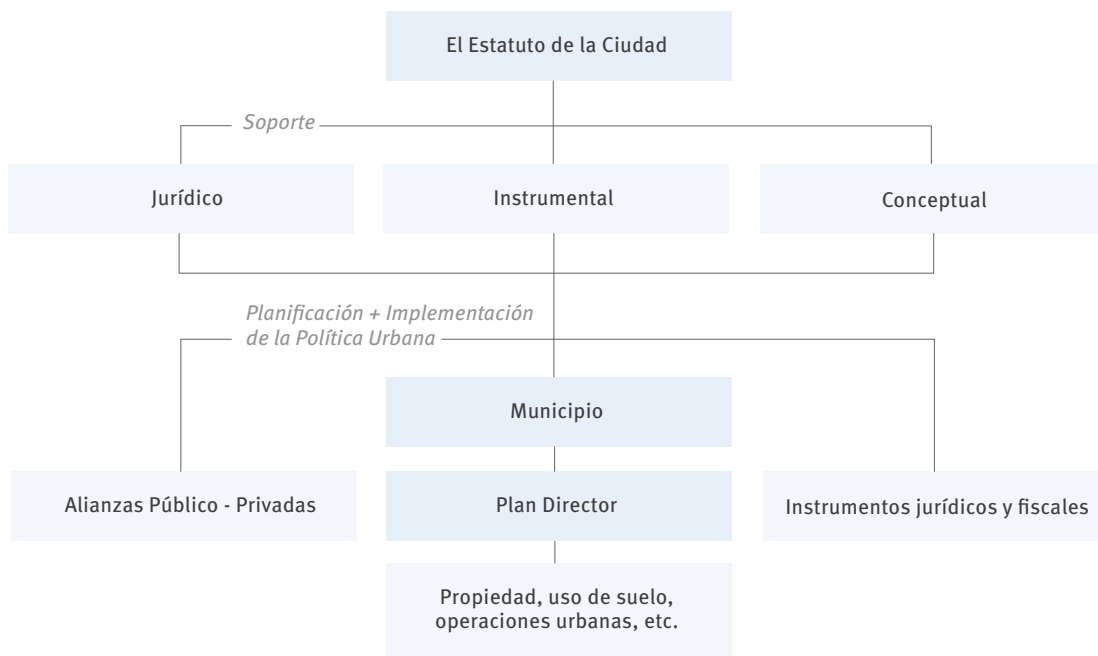 El Estatuto de la Ciudad
Soporte
Jurídico
Instrumental
Conceptual
Planificación + Implementación
de la Política Urbana
Municipio
Alianzas Público - Privadas
Plan Director
Instrumentos jurídicos y fiscales
Propiedad, uso de suelo,
operaciones urbanas, etc.